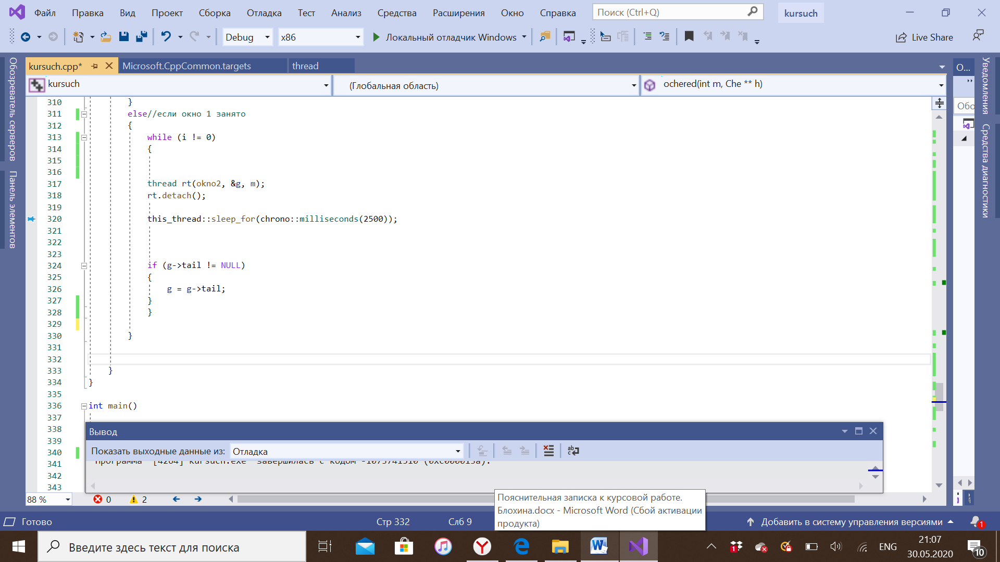 Файл Правка Вид Проект Сборка Отладка Тест Анализ Средства Расширения Окно Справка Поиск (Ctrl+Q) kursuch
Debug x86 Локальный отладчик Windows Live Share
Обозреватель серверов
Панель элементов
kursuch.cpp* Microsoft.CppCommon.targets thread
kursuch (Глобальная область) ochered(int m, Che ** h)
310 }
311 else//если окно 1 занято
312 {
313 while (i != 0)
314 {
315
316
317 thread rt(okno2, &g, m);
318 rt.detach();
319
320 this_thread::sleep_for(chrono::milliseconds(2500));
321
322
323
324 if (g->tail != NULL)
325 {
326 g = g->tail;
327 }
328 }
329
330 }
331
332
333 }
334 }
335
336 int main()
337
338
339
340
341
342
343
Вывод
Показать выходные данные из: Отладка
Программа "[4264] kursuch.exe" завершилась с кодом -1073741510 (0xc000013a).
88 % 0 2
Пояснительная записка к курсовой работе.
Блохина.docx - Microsoft Word (Сбой активации
продукта)
О...
Обо
Уведомления
Средства диагностики
Готово Стр 332 Слб 9 Добавить в систему управления версиями 1
Введите здесь текст для поиска
1
ENG
21:07
30.05.2020
10